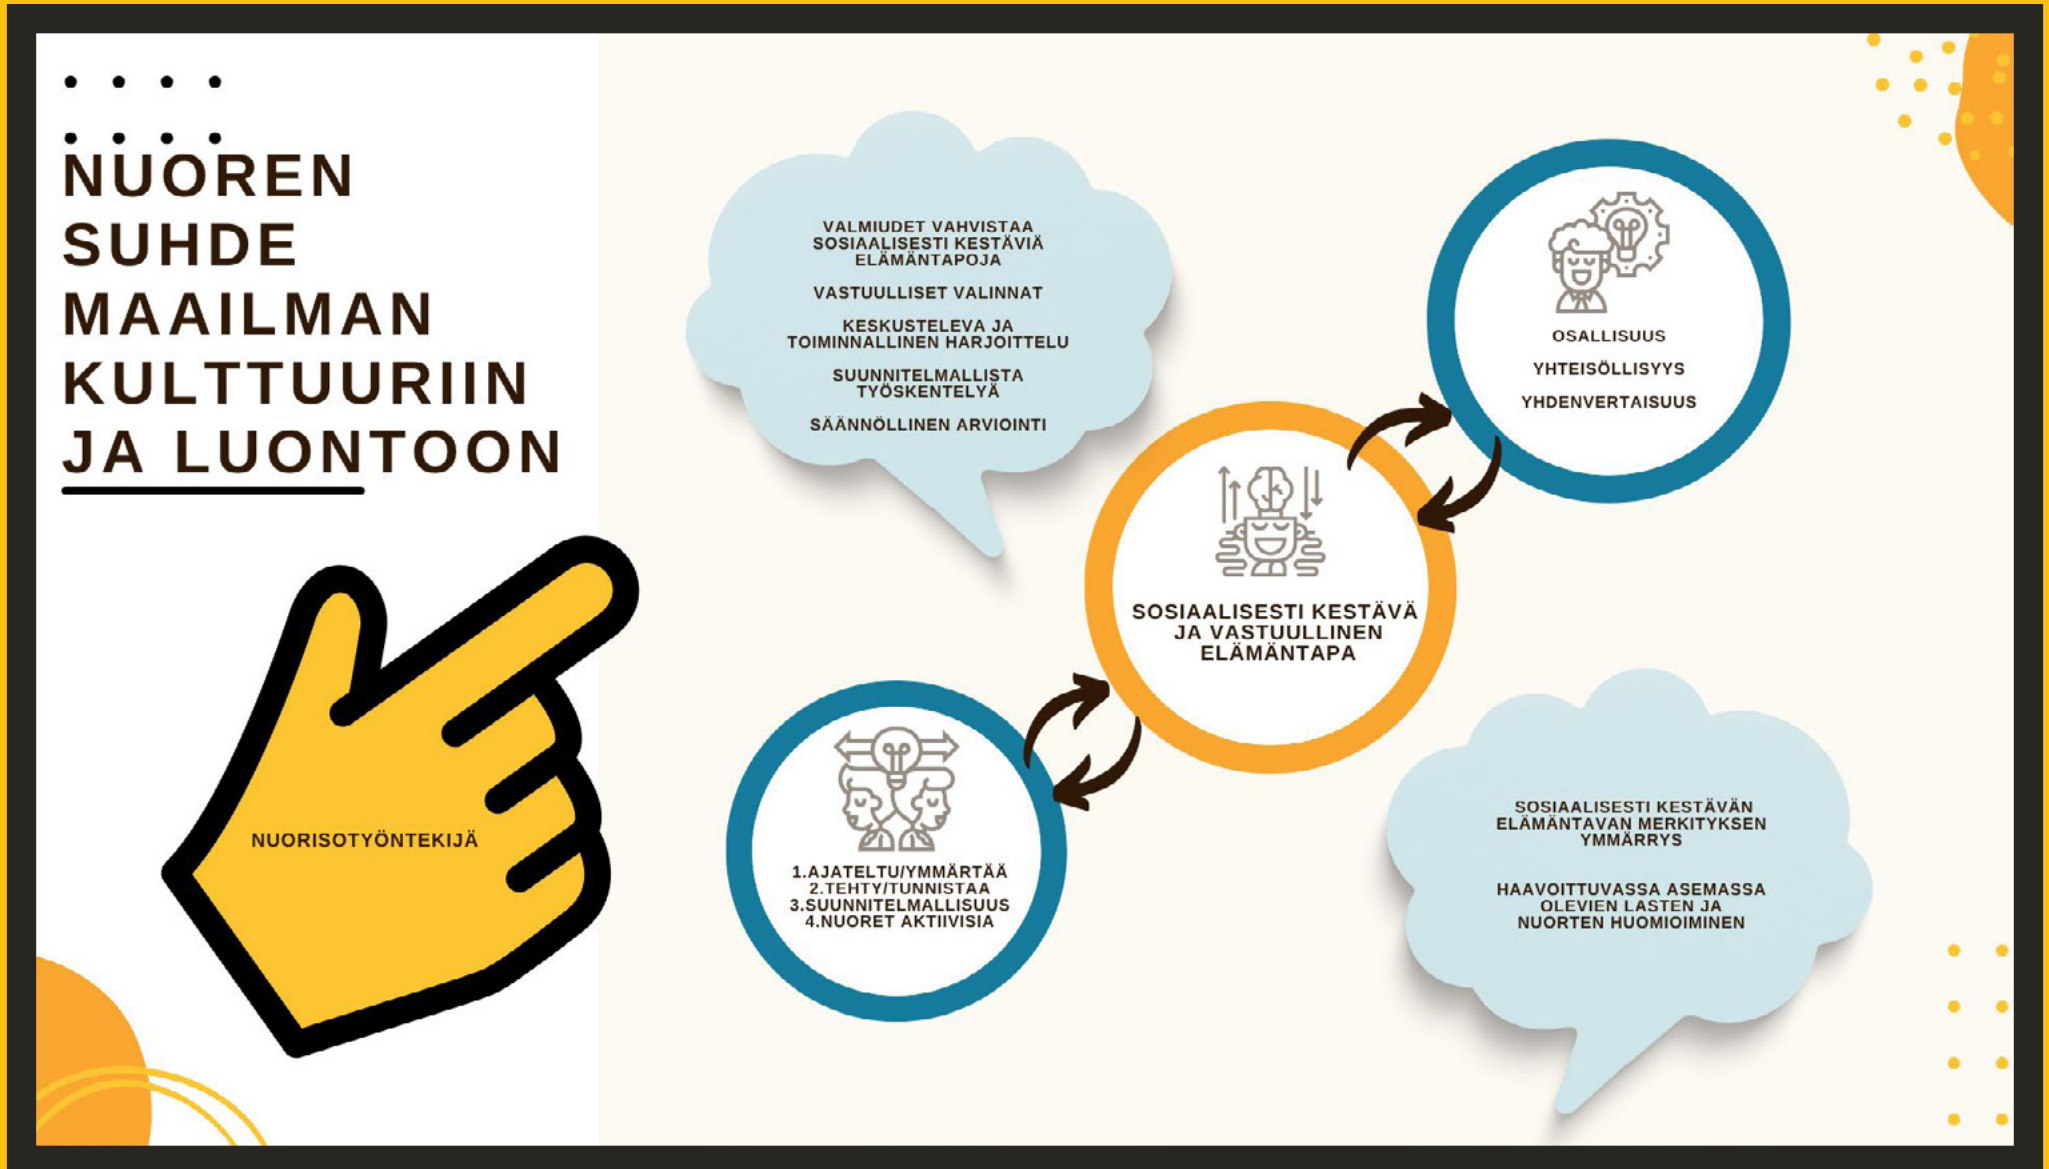 NUOREN
SUHDE
MAAILMAN
KULTTUURIIN
JA LUONTOON
NUORISOTYÖNTEKIJÄ
VALMIUDET VAHVISTAA
SOSIAALISESTI KESTÄVIÄ
ELÄMÄNTAPOJA
VASTUULLISET VALINNAT
KESKUSTELEVA JA
TOIMINNALLINEN HARJOITTELU
SUUNNITELMALLISTA
TYÖSKENTELYÄ
SÄÄNNÖLLINEN ARVIOINTI
OSALLISUUS
YHTEISÖLLISYYS
YHDENVERTAISUUS
SOSIAALISESTI KESTÄVÄ
JA VASTUULLINEN
ELÄMÄNTAPA
1.AJATELTU/YMMÄRTÄÄ
2.TEHTY/TUNNISTAA
3.SUUNNITELMALLISUUS
4.NUORET AKTIIVISIA
SOSIAALISESTI KESTÄVÄN
ELÄMÄNTAVAN MERKITYKSEN
YMMÄRRYS
HAAVOITTUVASSA ASEMASSA
OLEVIEN LASTEN JA
NUORTEN HUOMIOIMINEN